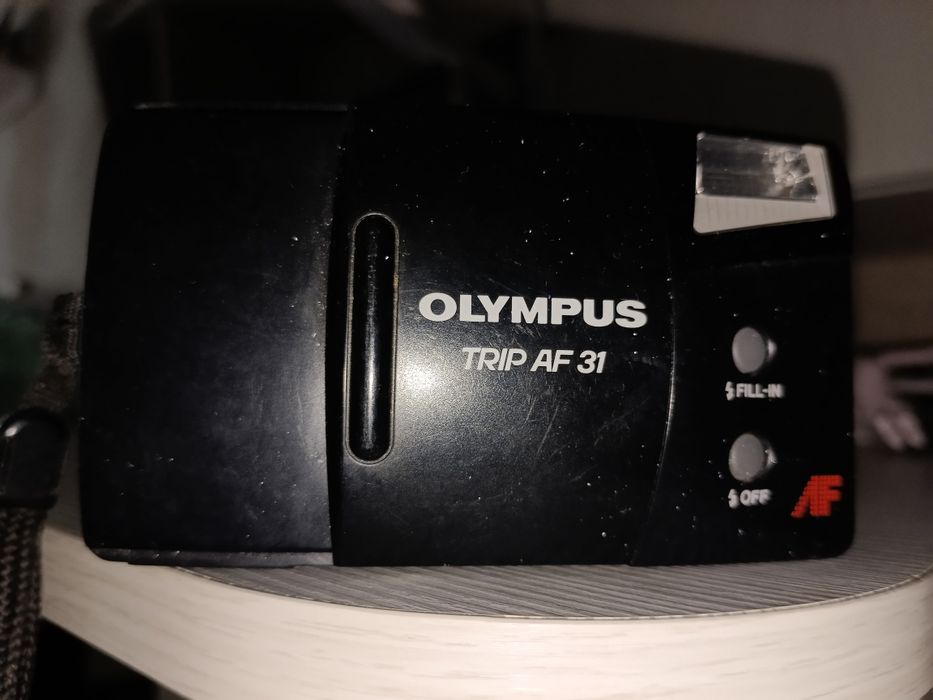 OLYMPUS
TRIP AF 31
FILL-IN
OFF
AF